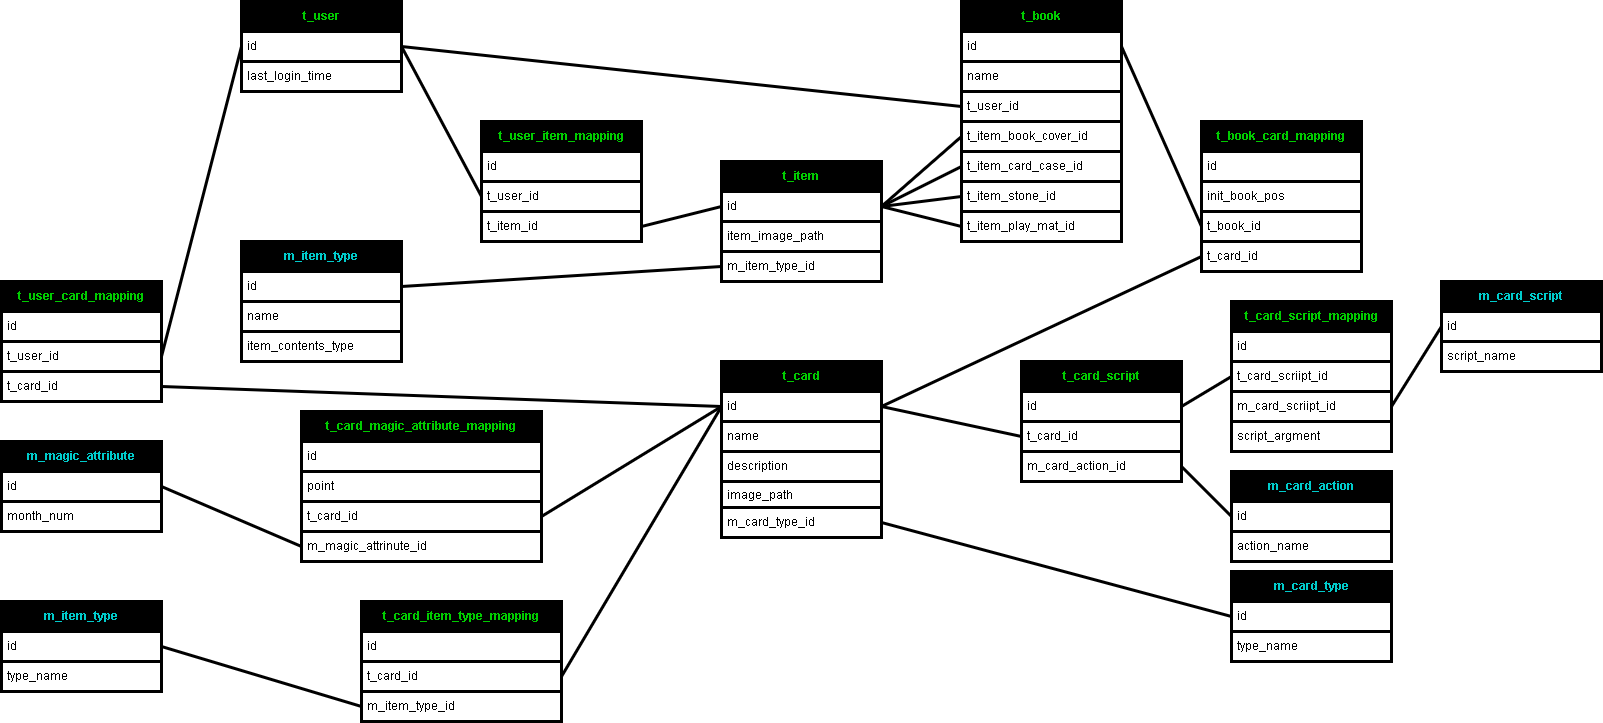 t_user
id
last_login_time
t_book
id
name
t_user_id
t_item_book_cover_id
t_item_card_case_id
t_item_stone_id
t_item_play_mat_id
t_user_item_mapping
id
t_user_id
t_item_id
t_book_card_mapping
id
init_book_pos
t_book_id
t_card_id
t_item
id
item_image_path
m_item_type_id
m_item_type
id
name
item_contents_type
t_user_card_mapping
id
t_user_id
t_card_id
m_card_script
id
script_name
t_card_script_mapping
id
t_card_scriipt_id
m_card_scriipt_id
script_argment
t_card
id
name
description
image_path
m_card_type_id
t_card_script
id
t_card_id
m_card_action_id
t_card_magic_attribute_mapping
id
point
t_card_id
m_magic_attrinute_id
m_magic_attribute
id
month_num
m_card_action
id
action_name
m_card_type
id
type_name
m_item_type
id
type_name
t_card_item_type_mapping
id
t_card_id
m_item_type_id